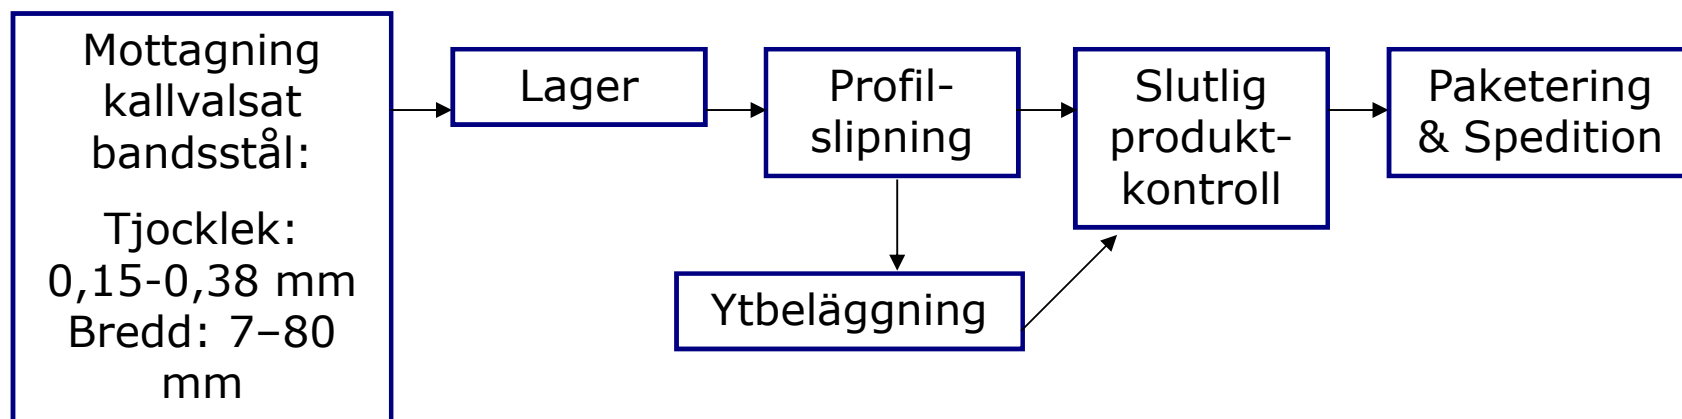 Mottagning
kallvalsat
bandsstål:
Tjocklek:
0,15-0,38 mm
Bredd: 7–80
mm
Lager
Profil-
slipning
Slutlig
produkt-
kontroll
Paketering
& Spedition
Ytbeläggning